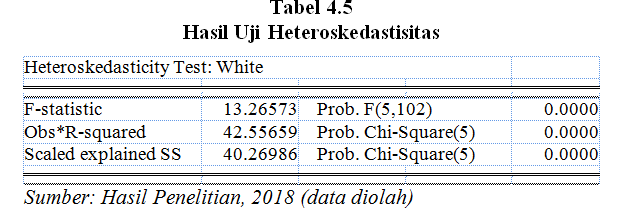 Tabel 4.5
Hasil Uji Heteroskedastisitas
Heteroskedasticity Test: White
F-statistic 13.26573 Prob. F(5,102) 0.0000
Obs*R-squared 42.55659 Prob. Chi-Square(5) 0.0000
Scaled explained SS 40.26986 Prob. Chi-Square(5) 0.0000
Sumber: Hasil Penelitian, 2018 (data diolah)